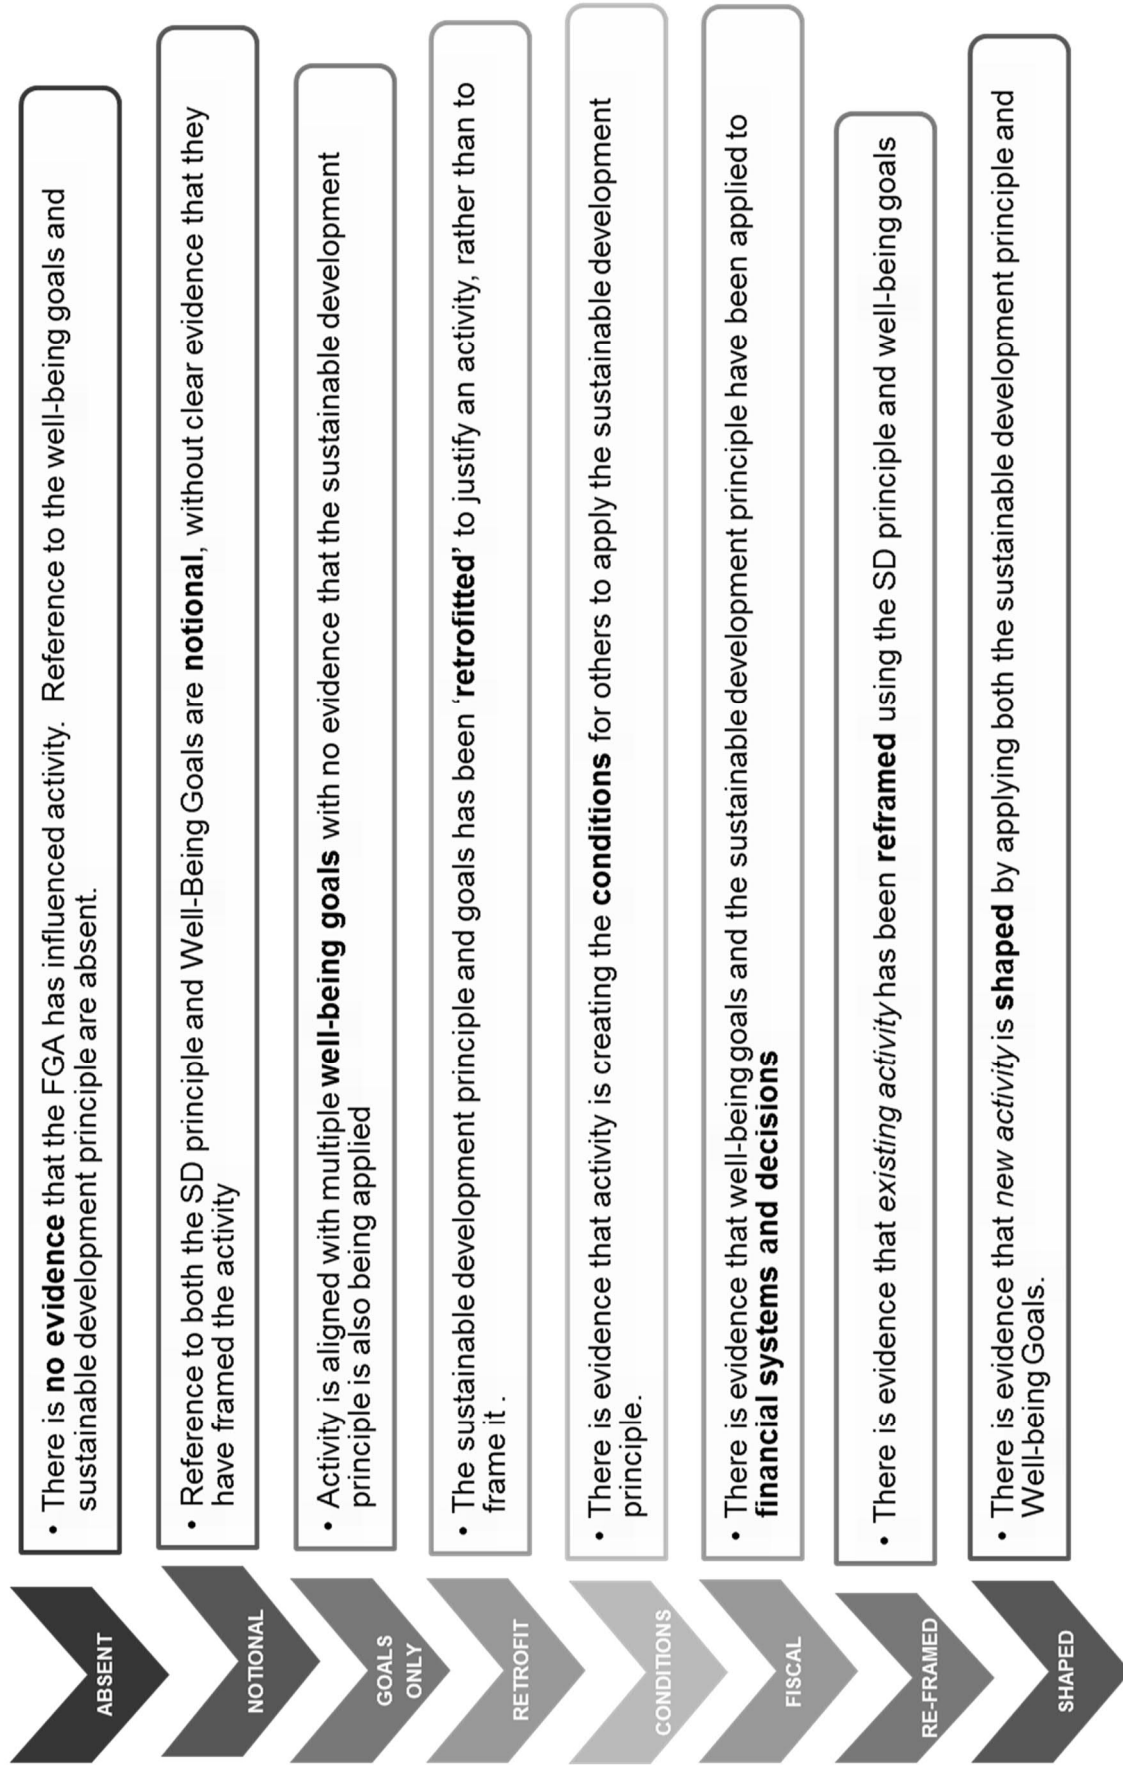 ABSENT
• There is no evidence that the FGA has influenced activity.  Reference to the well-being goals and
sustainable development principle are absent.
NOTIONAL
• Reference to both the SD principle and Well-Being Goals are notional, without clear evidence that they
have framed the activity
GOALS
ONLY
• Activity is aligned with multiple well-being goals with no evidence that the sustainable development
principle is also being applied
RETROFIT
• The sustainable development principle and goals has been ‘retrofitted’ to justify an activity, rather than to
frame it .
CONDITIONS
• There is evidence that activity is creating the conditions for others to apply the sustainable development
principle.
FISCAL
• There is evidence that well-being goals and the sustainable development principle have been applied to
financial systems and decisions
RE-FRAMED
• There is evidence that existing activity has been reframed using the SD principle and well-being goals
SHAPED
• There is evidence that new activity is shaped by applying both the sustainable development principle and
Well-being Goals.